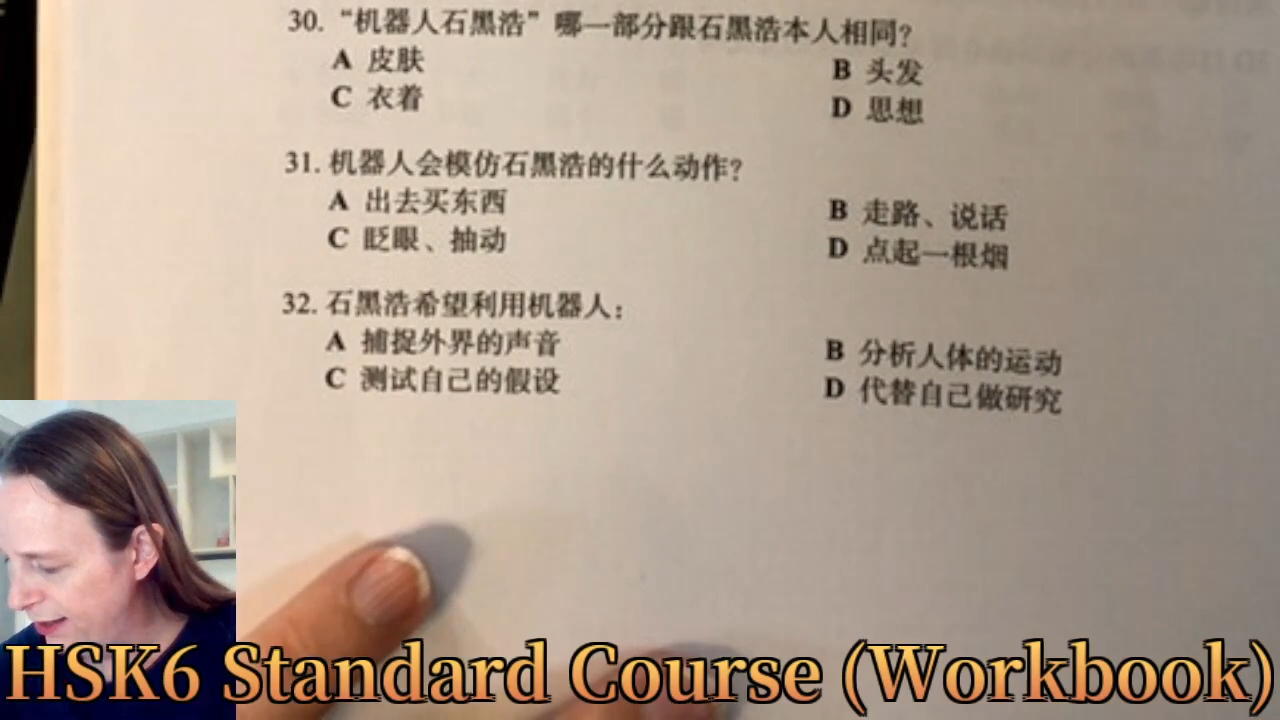 30. “机器人石黑浩”哪一部分跟石黑浩本人相同？
A 皮肤
B 头发
C 衣着
D 思想
31. 机器人会模仿石黑浩的什么动作？
A 出去买东西
B 走路、说话
C 眨眼、抽动
D 点起一根烟
32. 石黑浩希望利用机器人：
A 捕捉外界的声音
B 分析人体的运动
C 测试自己的假设
D 代替自己做研究
HSK6 Standard Course (Workbook)